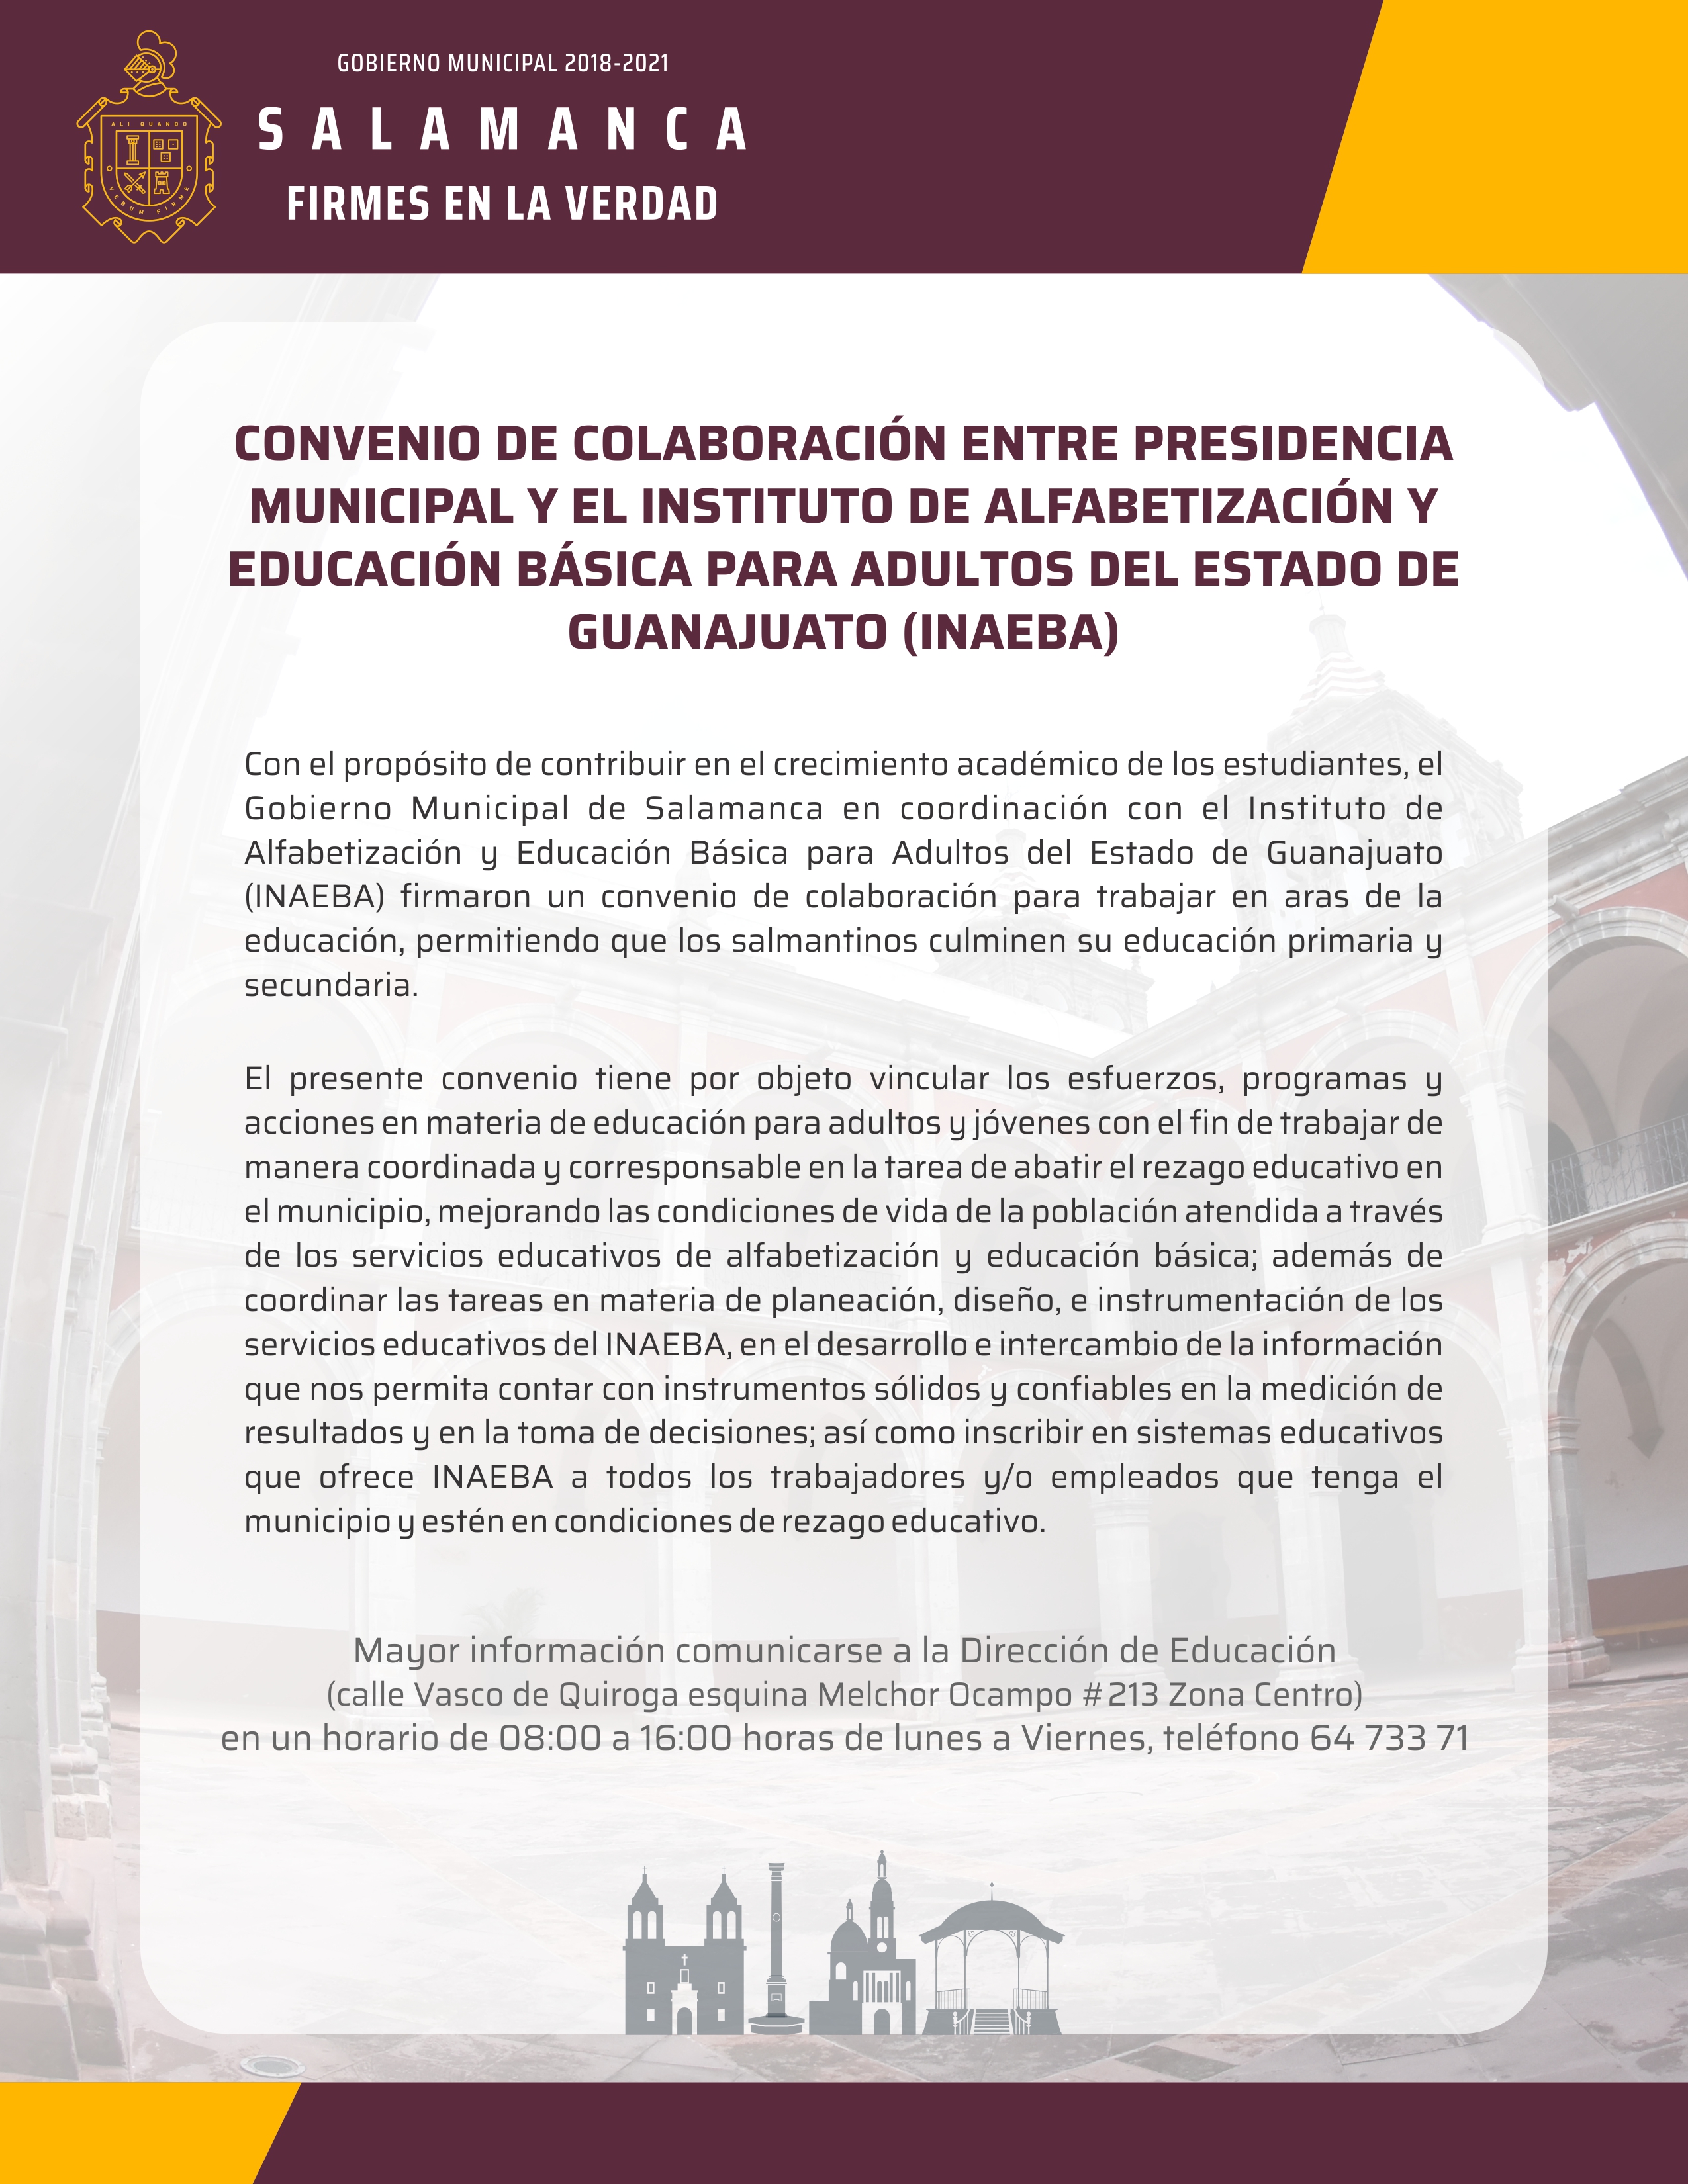 GOBIERNO MUNICIPAL 2018-2021
SALAMANCA
FIRMES EN LA VERDAD
ALI QUANDO
VERUM FIRME
CONVENIO DE COLABORACIÓN ENTRE PRESIDENCIA
MUNICIPAL Y EL INSTITUTO DE ALFABETIZACIÓN Y
EDUCACIÓN BÁSICA PARA ADULTOS DEL ESTADO DE
GUANAJUATO (INAEBA)
Con el propósito de contribuir en el crecimiento académico de los estudiantes, el
Gobierno Municipal de Salamanca en coordinación con el Instituto de
Alfabetización y Educación Básica para Adultos del Estado de Guanajuato
(INAEBA) firmaron un convenio de colaboración para trabajar en aras de la
educación, permitiendo que los salmantinos culminen su educación primaria y
secundaria.
El presente convenio tiene por objeto vincular los esfuerzos, programas y
acciones en materia de educación para adultos y jóvenes con el fin de trabajar de
manera coordinada y corresponsable en la tarea de abatir el rezago educativo en
el municipio, mejorando las condiciones de vida de la población atendida a través
de los servicios educativos de alfabetización y educación básica; además de
coordinar las tareas en materia de planeación, diseño, e instrumentación de los
servicios educativos del INAEBA, en el desarrollo e intercambio de la información
que nos permita contar con instrumentos sólidos y confiables en la medición de
resultados y en la toma de decisiones; así como inscribir en sistemas educativos
que ofrece INAEBA a todos los trabajadores y/o empleados que tenga el
municipio y estén en condiciones de rezago educativo.
Mayor información comunicarse a la Dirección de Educación
(calle Vasco de Quiroga esquina Melchor Ocampo #213 Zona Centro)
en un horario de 08:00 a 16:00 horas de lunes a Viernes, teléfono 64 733 71